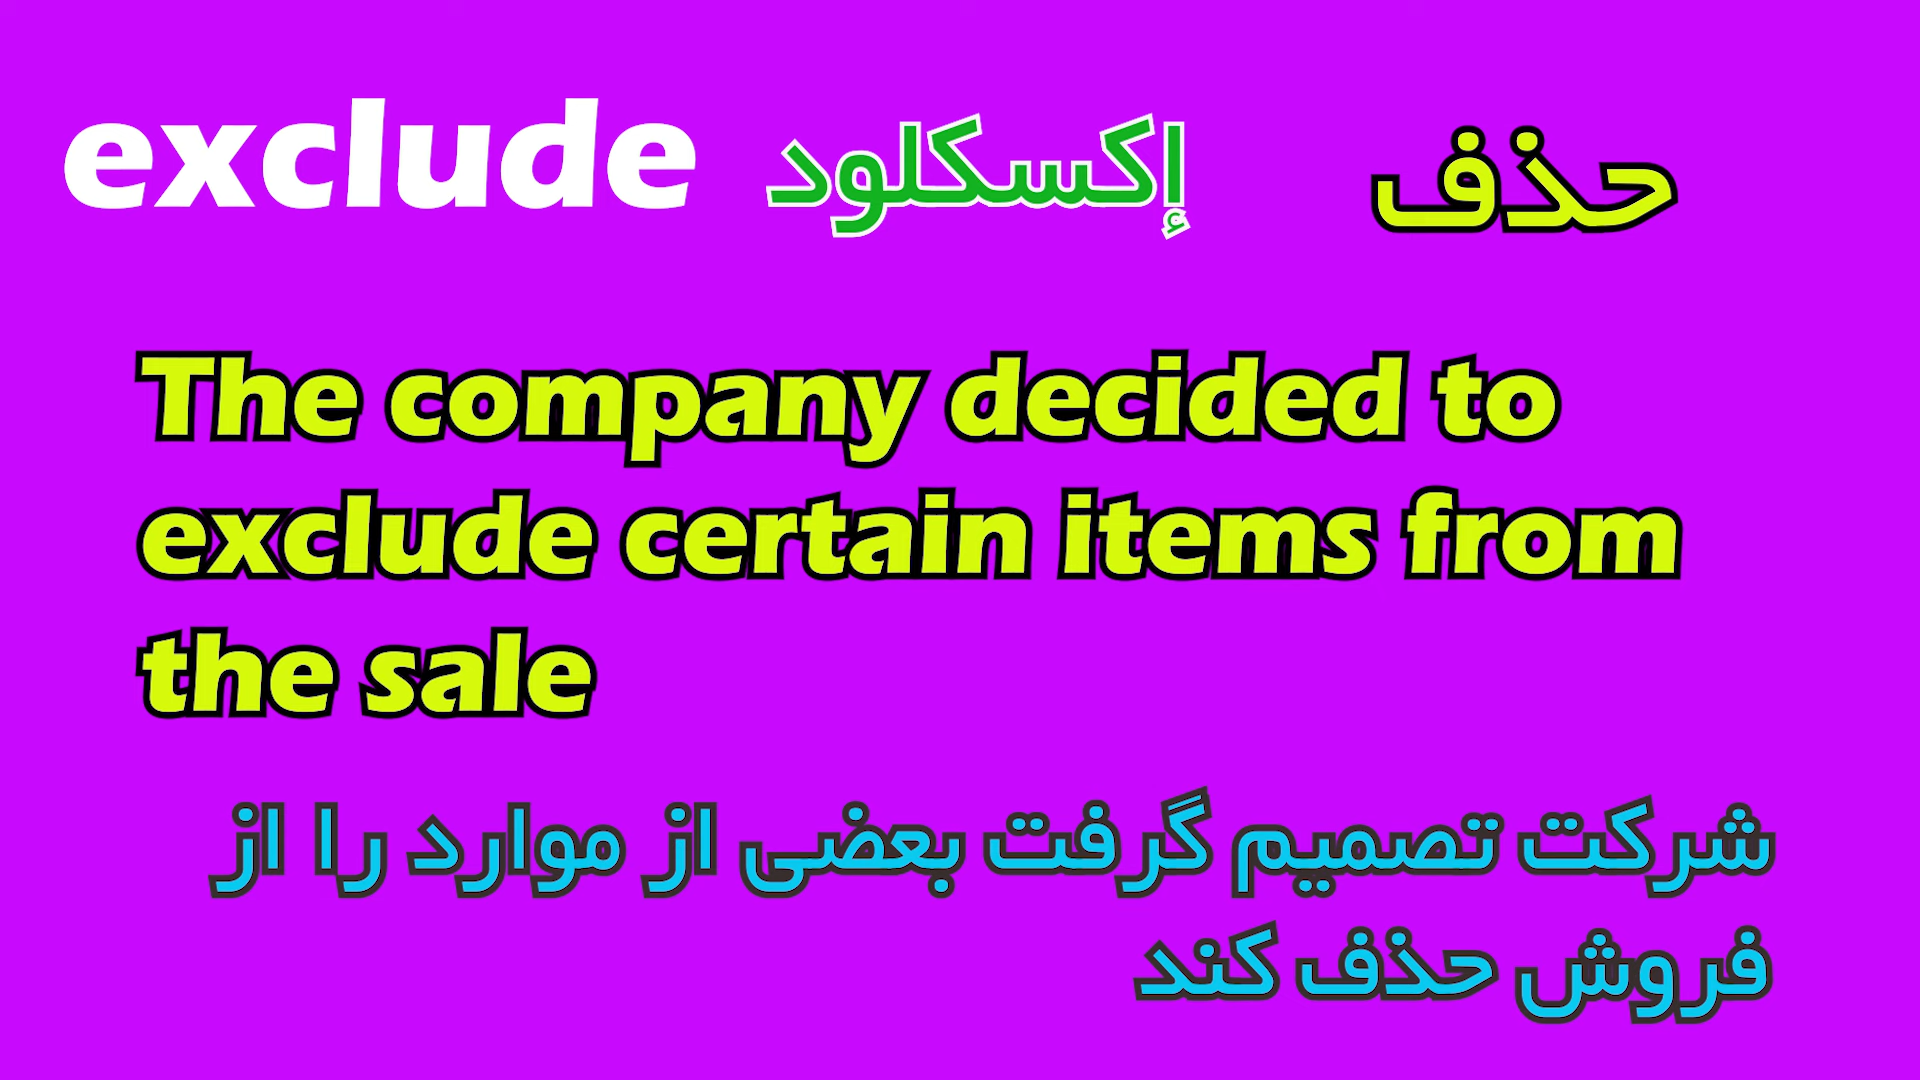 exclude إکسکلود حذف
The company decided to
exclude certain items from
the sale
شرکت تصمیم گرفت بعضی از موارد را از
فروش حذف کند